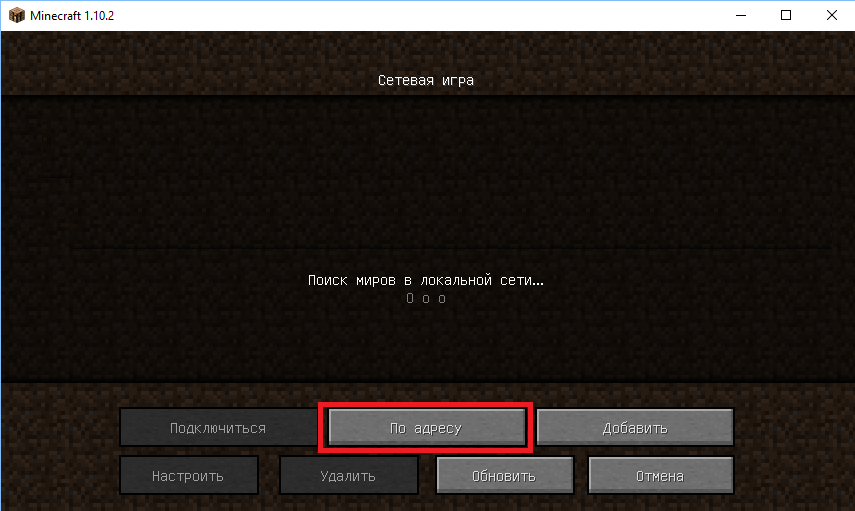 Minecraft 1.10.2
Сетевая игра
Поиск миров в локальной сети...
O o o
Подключиться По адресу Добавить
Настроить Удалить Обновить Отмена